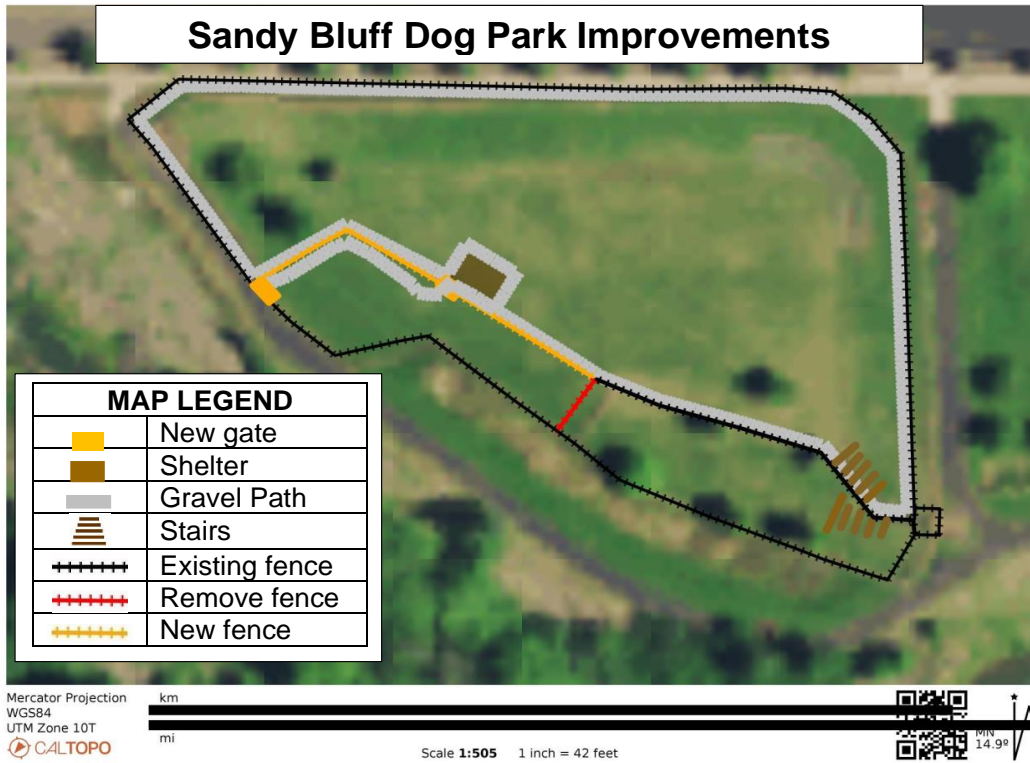 Sandy Bluff Dog Park Improvements
MAP LEGEND
New gate
Shelter
Gravel Path
Stairs
Existing fence
Remove fence
New fence
Mercator Projection
WGS84
UTM Zone 10T
CALTOPO
km
mi
Scale 1:505 1 inch = 42 feet
MN
14.9º